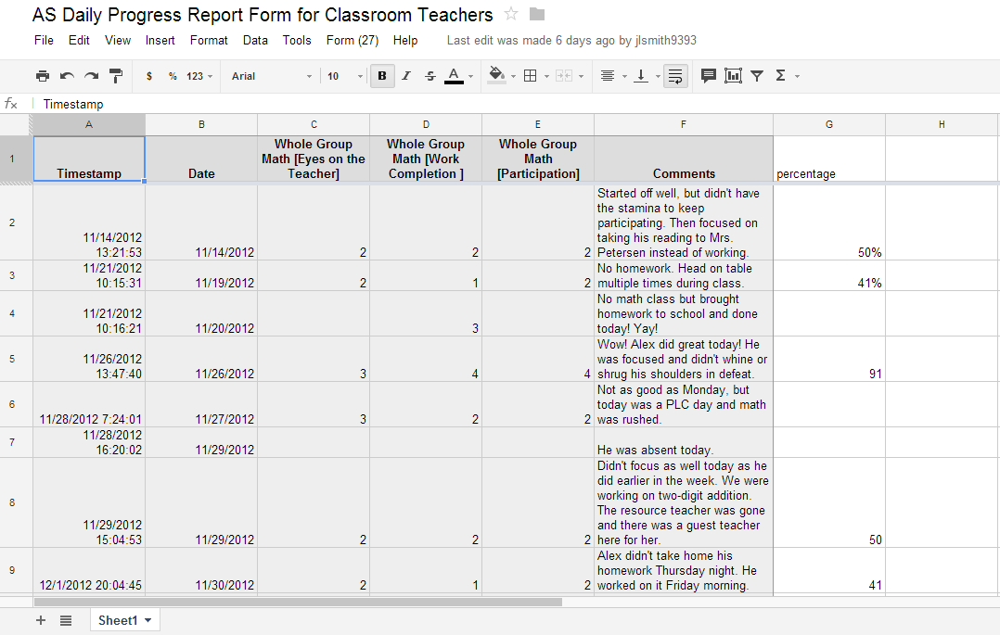 AS Daily Progress Report Form for Classroom Teachers
File Edit View Insert Format Data Tools Form (27) Help Last edit was made 6 days ago by jlsmith9393
$ % 123 Arial 10 B I S A Σ
fx Timestamp
A B C D E F G H
1
Timestamp
Date
Whole Group
Math [Eyes on the
Teacher]
Whole Group
Math [Work
Completion ]
Whole Group
Math
[Participation]
Comments
percentage
2
11/14/2012
13:21:53
11/14/2012
2
2
2
Started off well, but didn't have
the stamina to keep
participating. Then focused on
taking his reading to Mrs.
Petersen instead of working.
50%
3
11/21/2012
10:15:31
11/19/2012
2
1
2
No homework. Head on table
multiple times during class.
41%
4
11/21/2012
10:16:21
11/20/2012
3
No math class but brought
homework to school and done
today! Yay!
5
11/26/2012
13:47:40
11/26/2012
3
4
4
Wow! Alex did great today! He
was focused and didn't whine or
shrug his shoulders in defeat.
91
6
11/28/2012 7:24:01
11/27/2012
3
2
2
Not as good as Monday, but
today was a PLC day and math
was rushed.
7
11/28/2012
16:20:02
11/29/2012
He was absent today.
8
11/29/2012
15:04:53
11/29/2012
2
2
2
Didn't focus as well today as he
did earlier in the week. We were
working on two-digit addition.
The resource teacher was gone
and there was a guest teacher
here for her.
50
9
12/1/2012 20:04:45
11/30/2012
2
1
2
Alex didn't take home his
homework Thursday night. He
worked on it Friday morning.
41
+ Sheet1